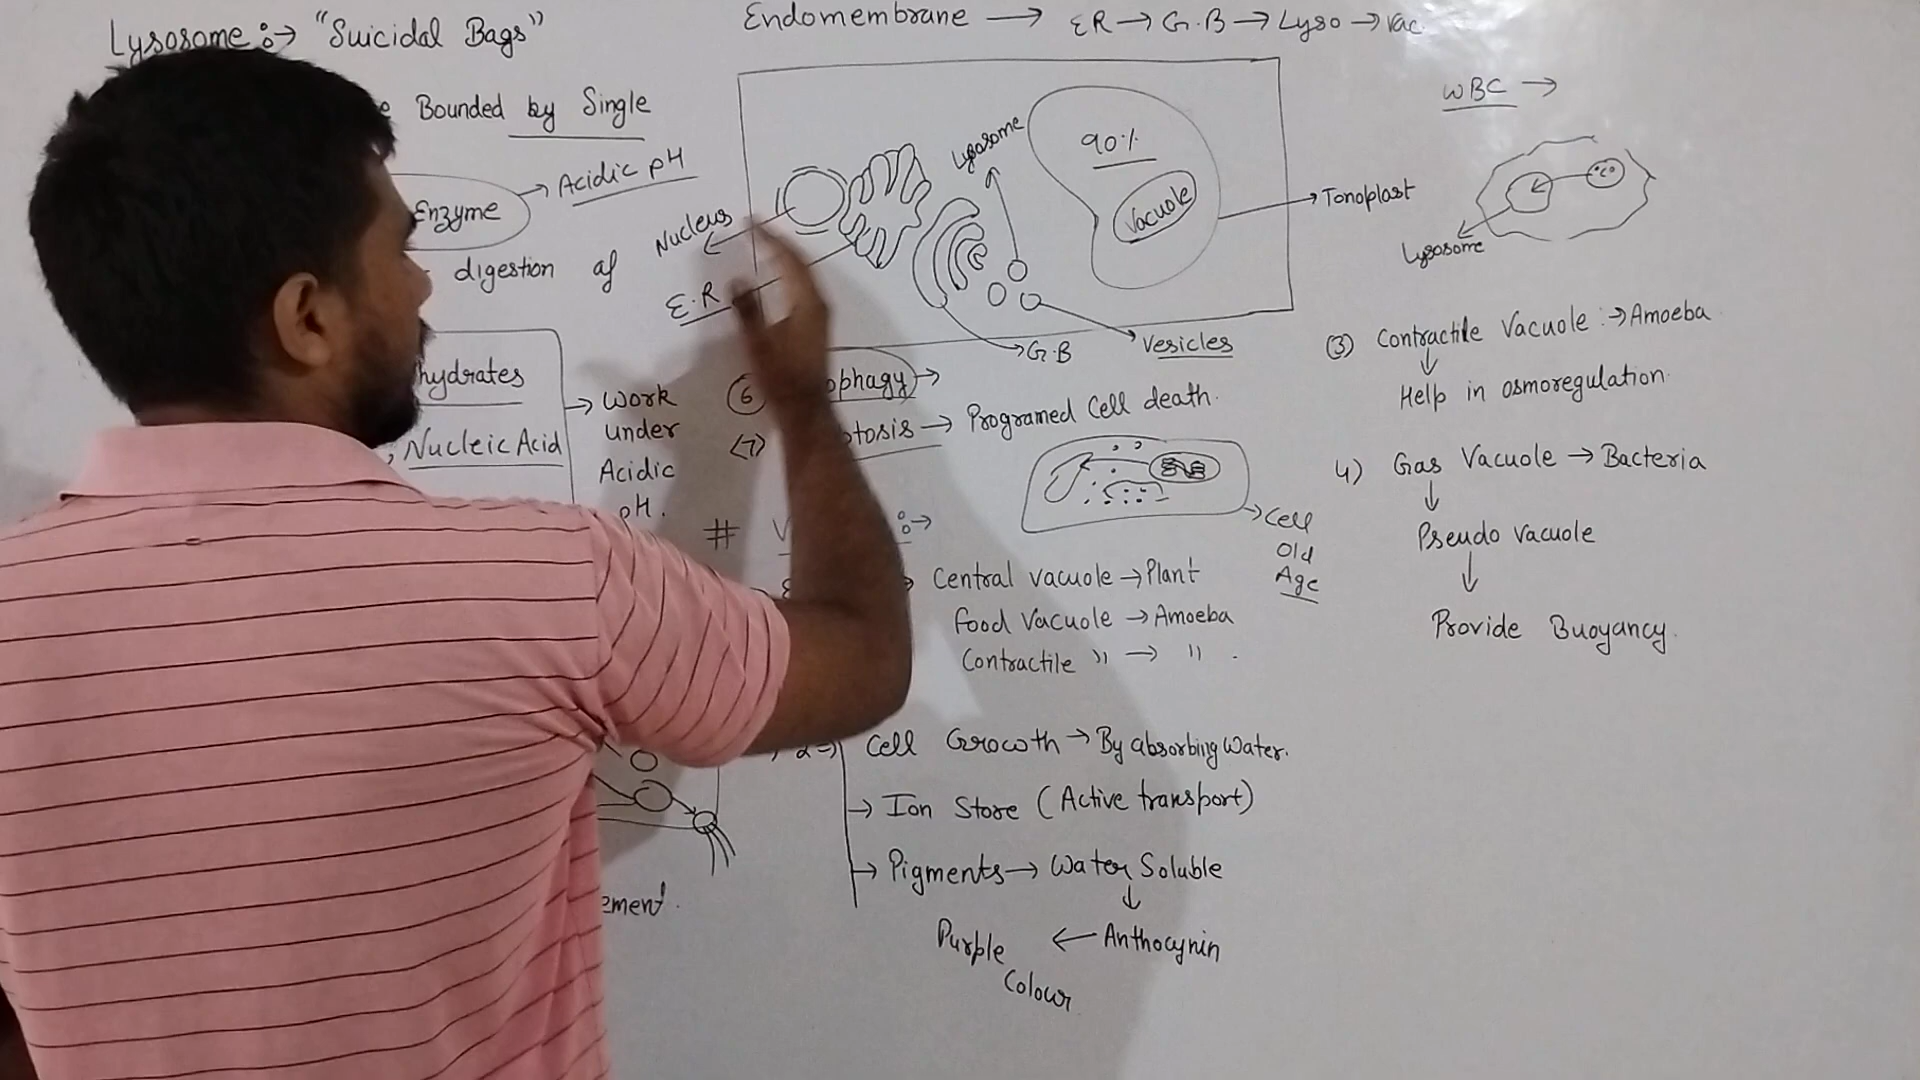 Lysosome :→ "Suicidal Bags"
Bounded by Single
Enzyme → Acidic pH
digestion of
hydrates
Nucleic Acid
→ Work
under
Acidic
pH.
Endomembrane → ER → G.B → Lyso → Vac.
Nucleus
E.R
Lysosome
90%
Vacuole
→ Tonoplast
→ G.B
Vesicles
6 ophagy →
<7> tosis → Programed Cell death.
→ Cell
Old
Age
# V :→
Central vacuole → Plant
Food Vacuole → Amoeba
Contractile " → " .
Cell Growth → By absorbing Water.
→ Ion Store (Active transport)
→ Pigments → Water Soluble
↓
Purple ← Anthocynin
Colour
ement.
WBC →
Lysosome
③ Contractile Vacuole :→ Amoeba
↓
Help in osmoregulation.
4) Gas Vacuole → Bacteria
↓
Pseudo Vacuole
↓
Provide Buoyancy.